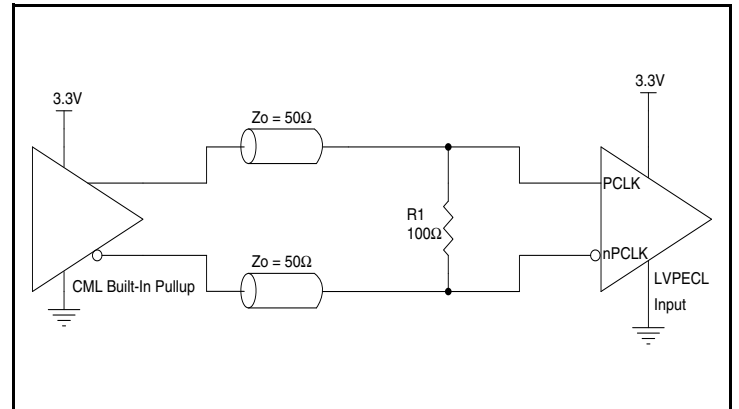 3.3V
3.3V
Zo = 50Ω
PCLK
R1
100Ω
nPCLK
Zo = 50Ω
CML Built-In Pullup
LVPECL
Input